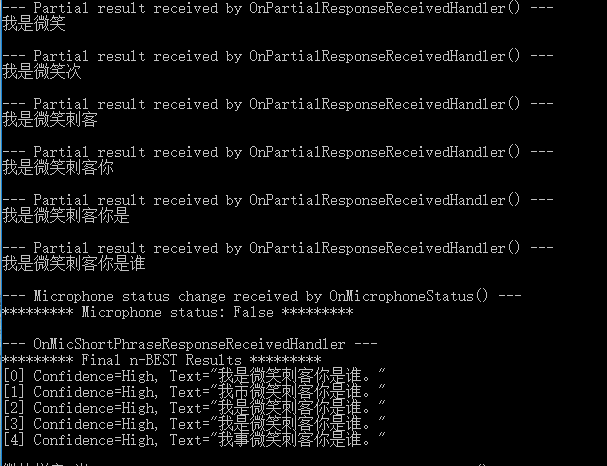 --- Partial result received by OnPartialResponseReceivedHandler() ---
我是微笑
--- Partial result received by OnPartialResponseReceivedHandler() ---
我是微笑次
--- Partial result received by OnPartialResponseReceivedHandler() ---
我是微笑刺客
--- Partial result received by OnPartialResponseReceivedHandler() ---
我是微笑刺客你
--- Partial result received by OnPartialResponseReceivedHandler() ---
我是微笑刺客你是
--- Partial result received by OnPartialResponseReceivedHandler() ---
我是微笑刺客你是谁
--- Microphone status change received by OnMicrophoneStatus() ---
********* Microphone status: False *********
--- OnMicShortPhraseResponseReceivedHandler ---
********* Final n-BEST Results *********
[0] Confidence=High, Text="我是微笑刺客你是谁。"
[1] Confidence=High, Text="我市微笑刺客你是谁。"
[2] Confidence=High, Text="我是微笑刺客你是谁。"
[3] Confidence=High, Text="我是微笑刺客你是谁。"
[4] Confidence=High, Text="我事微笑刺客你是谁。"